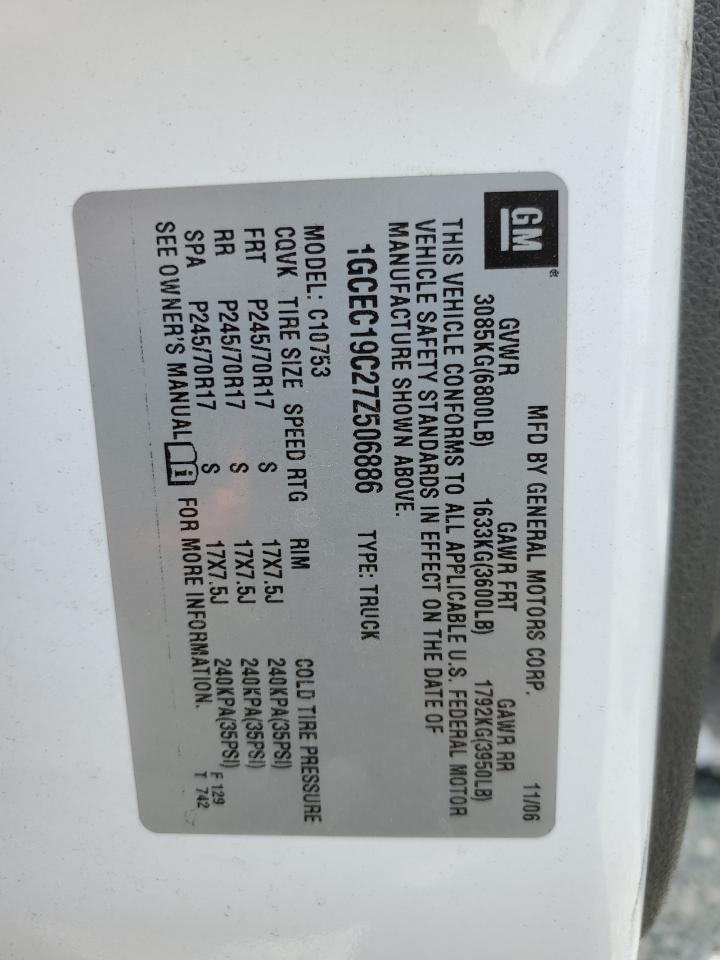 GM®
MFD BY GENERAL MOTORS CORP. 11/06
GVWR GAWR FRT GAWR RR
3085KG(6800LB) 1633KG(3600LB) 1792KG(3950LB)
THIS VEHICLE CONFORMS TO ALL APPLICABLE U.S. FEDERAL MOTOR
VEHICLE SAFETY STANDARDS IN EFFECT ON THE DATE OF
MANUFACTURE SHOWN ABOVE.
1GCEC19C27Z506886 TYPE: TRUCK
MODEL: C10753
CQVK TIRE SIZE SPEED RTG RIM COLD TIRE PRESSURE
FRT P245/70R17 S 17X7.5J 240KPA(35PSI)
RR P245/70R17 S 17X7.5J 240KPA(35PSI)
SPA P245/70R17 S 17X7.5J 240KPA(35PSI)
SEE OWNER'S MANUAL i FOR MORE INFORMATION.
F 129
T 742